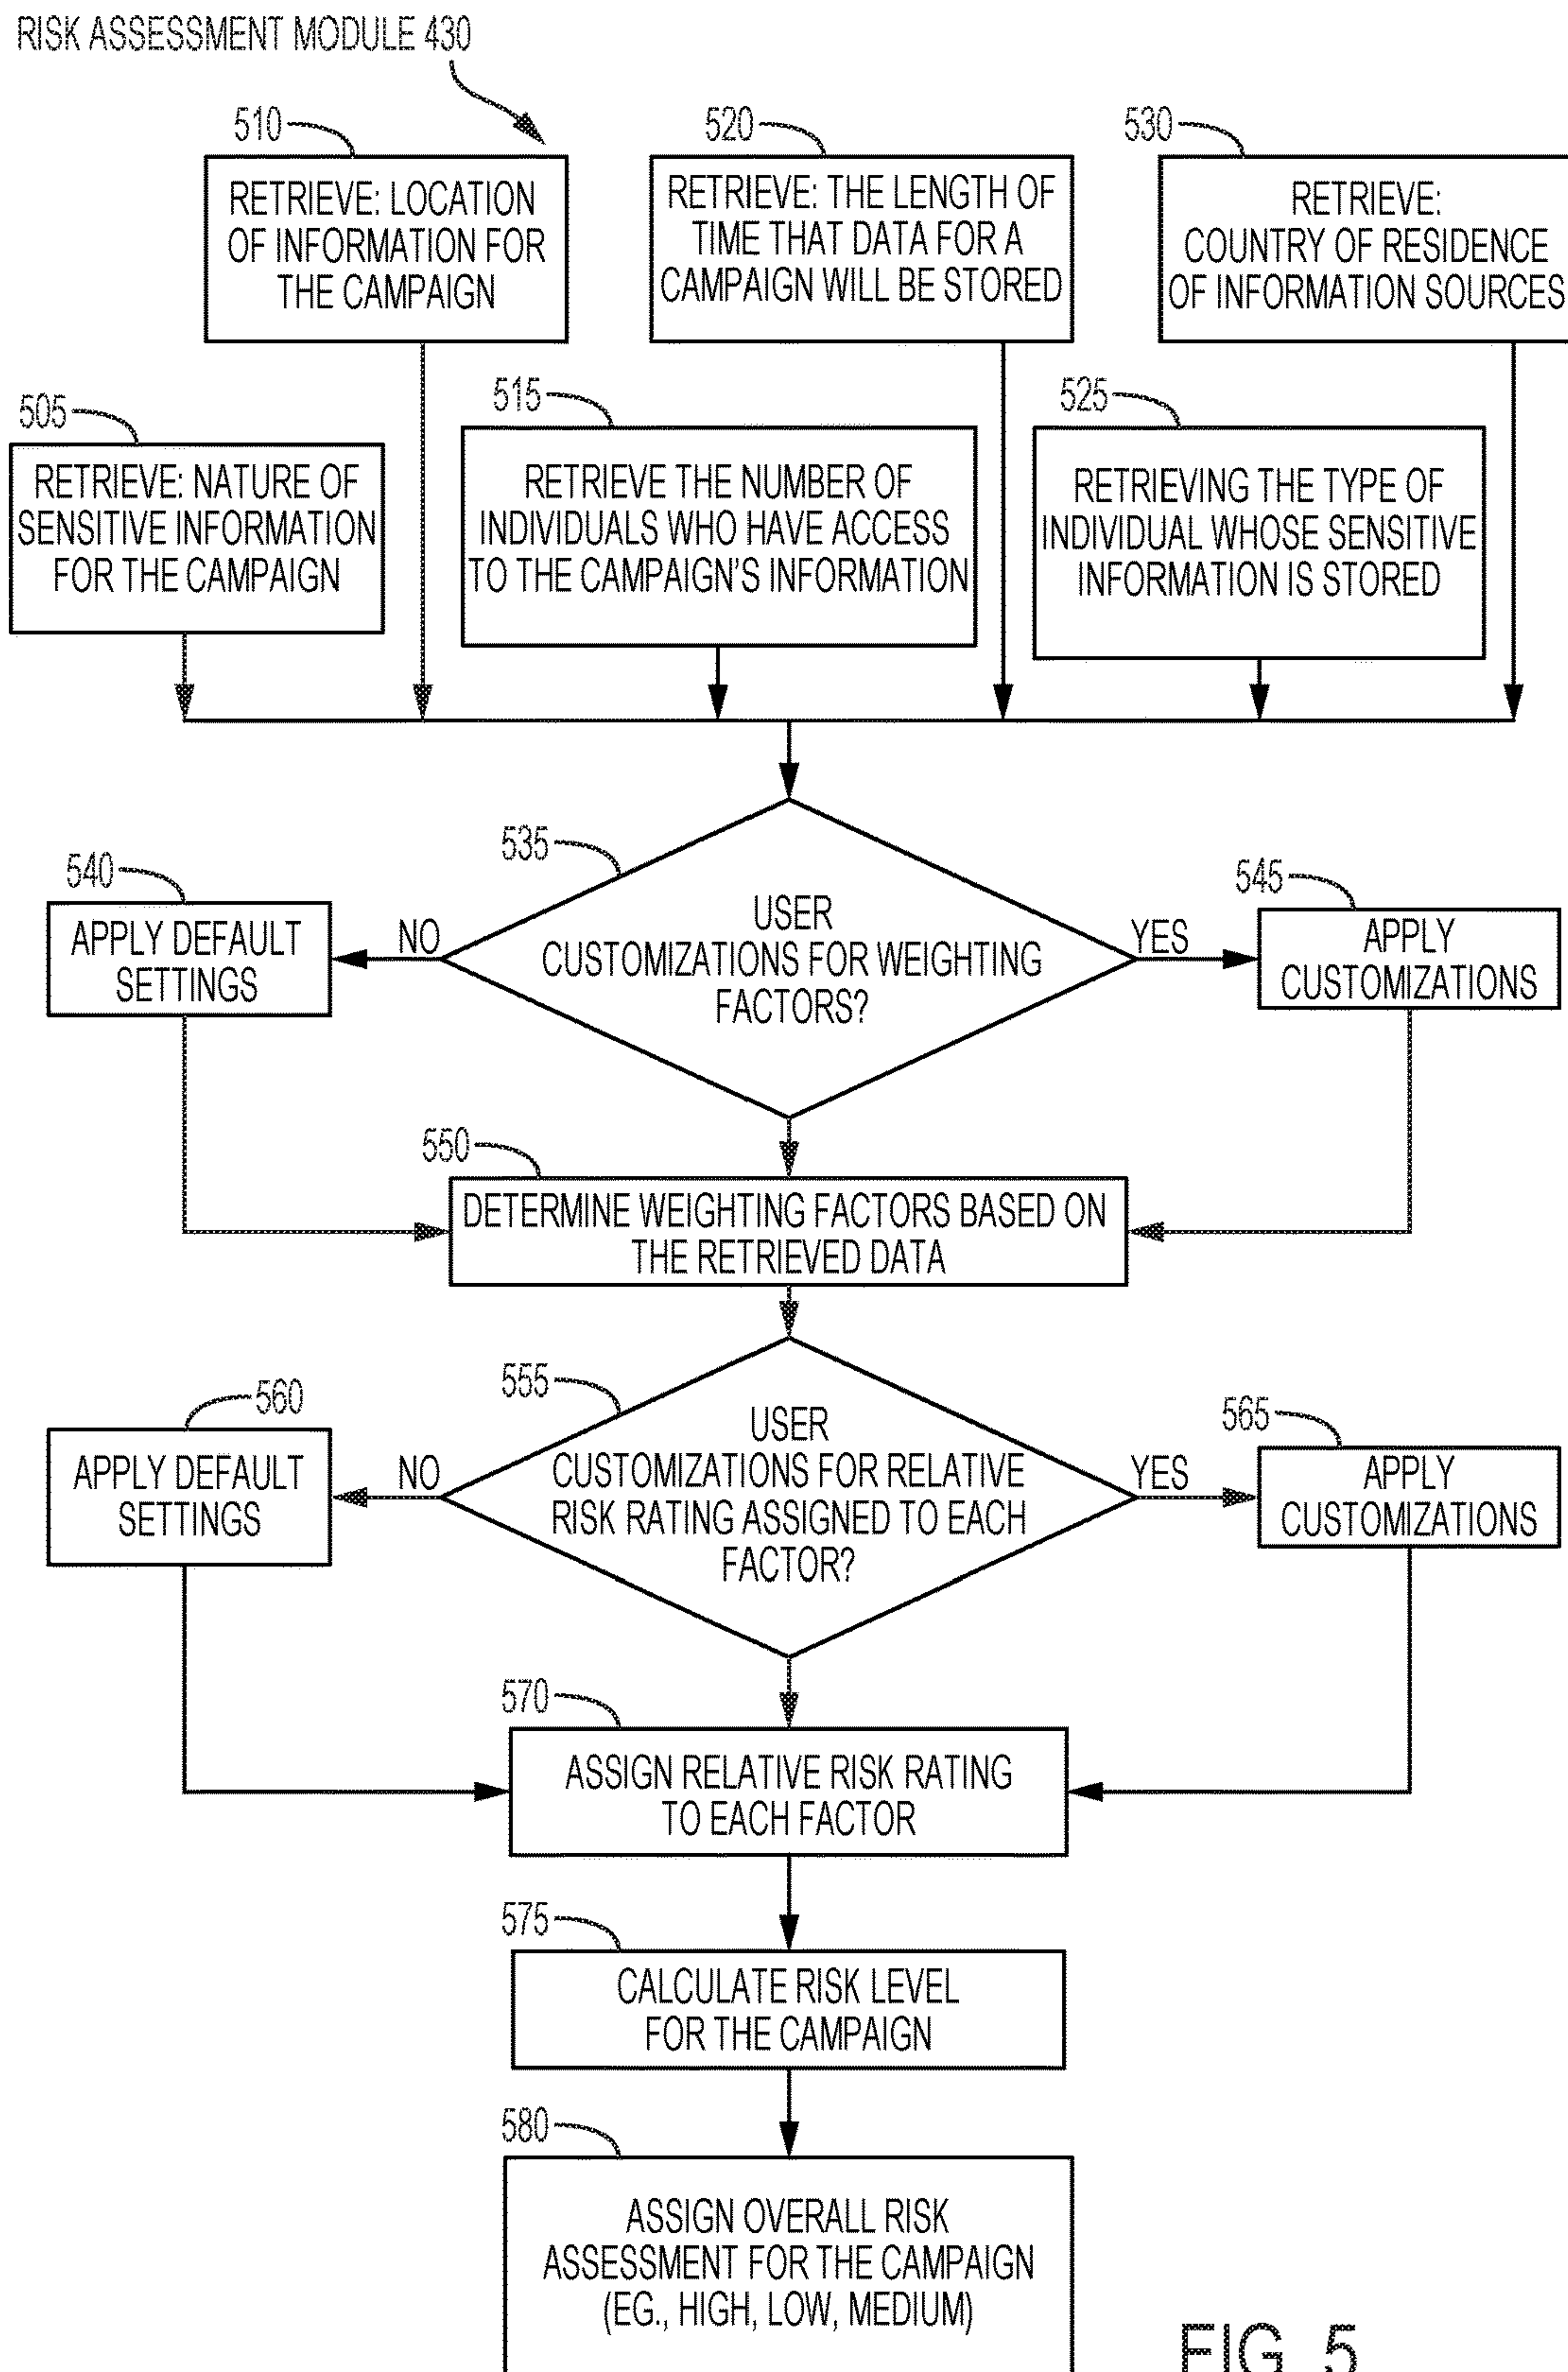 RISK ASSESSMENT MODULE 430
510
RETRIEVE: LOCATION
OF INFORMATION FOR
THE CAMPAIGN
520
RETRIEVE: THE LENGTH OF
TIME THAT DATA FOR A
CAMPAIGN WILL BE STORED
530
RETRIEVE:
COUNTRY OF RESIDENCE
OF INFORMATION SOURCES
505
RETRIEVE: NATURE OF
SENSITIVE INFORMATION
FOR THE CAMPAIGN
515
RETRIEVE THE NUMBER OF
INDIVIDUALS WHO HAVE ACCESS
TO THE CAMPAIGN'S INFORMATION
525
RETRIEVING THE TYPE OF
INDIVIDUAL WHOSE SENSITIVE
INFORMATION IS STORED
535
USER
CUSTOMIZATIONS FOR WEIGHTING
FACTORS?
NO
540
APPLY DEFAULT
SETTINGS
YES
545
APPLY
CUSTOMIZATIONS
550
DETERMINE WEIGHTING FACTORS BASED ON
THE RETRIEVED DATA
555
USER
CUSTOMIZATIONS FOR RELATIVE
RISK RATING ASSIGNED TO EACH
FACTOR?
NO
560
APPLY DEFAULT
SETTINGS
YES
565
APPLY
CUSTOMIZATIONS
570
ASSIGN RELATIVE RISK RATING
TO EACH FACTOR
575
CALCULATE RISK LEVEL
FOR THE CAMPAIGN
580
ASSIGN OVERALL RISK
ASSESSMENT FOR THE CAMPAIGN
(EG., HIGH, LOW, MEDIUM)
FIG. 5